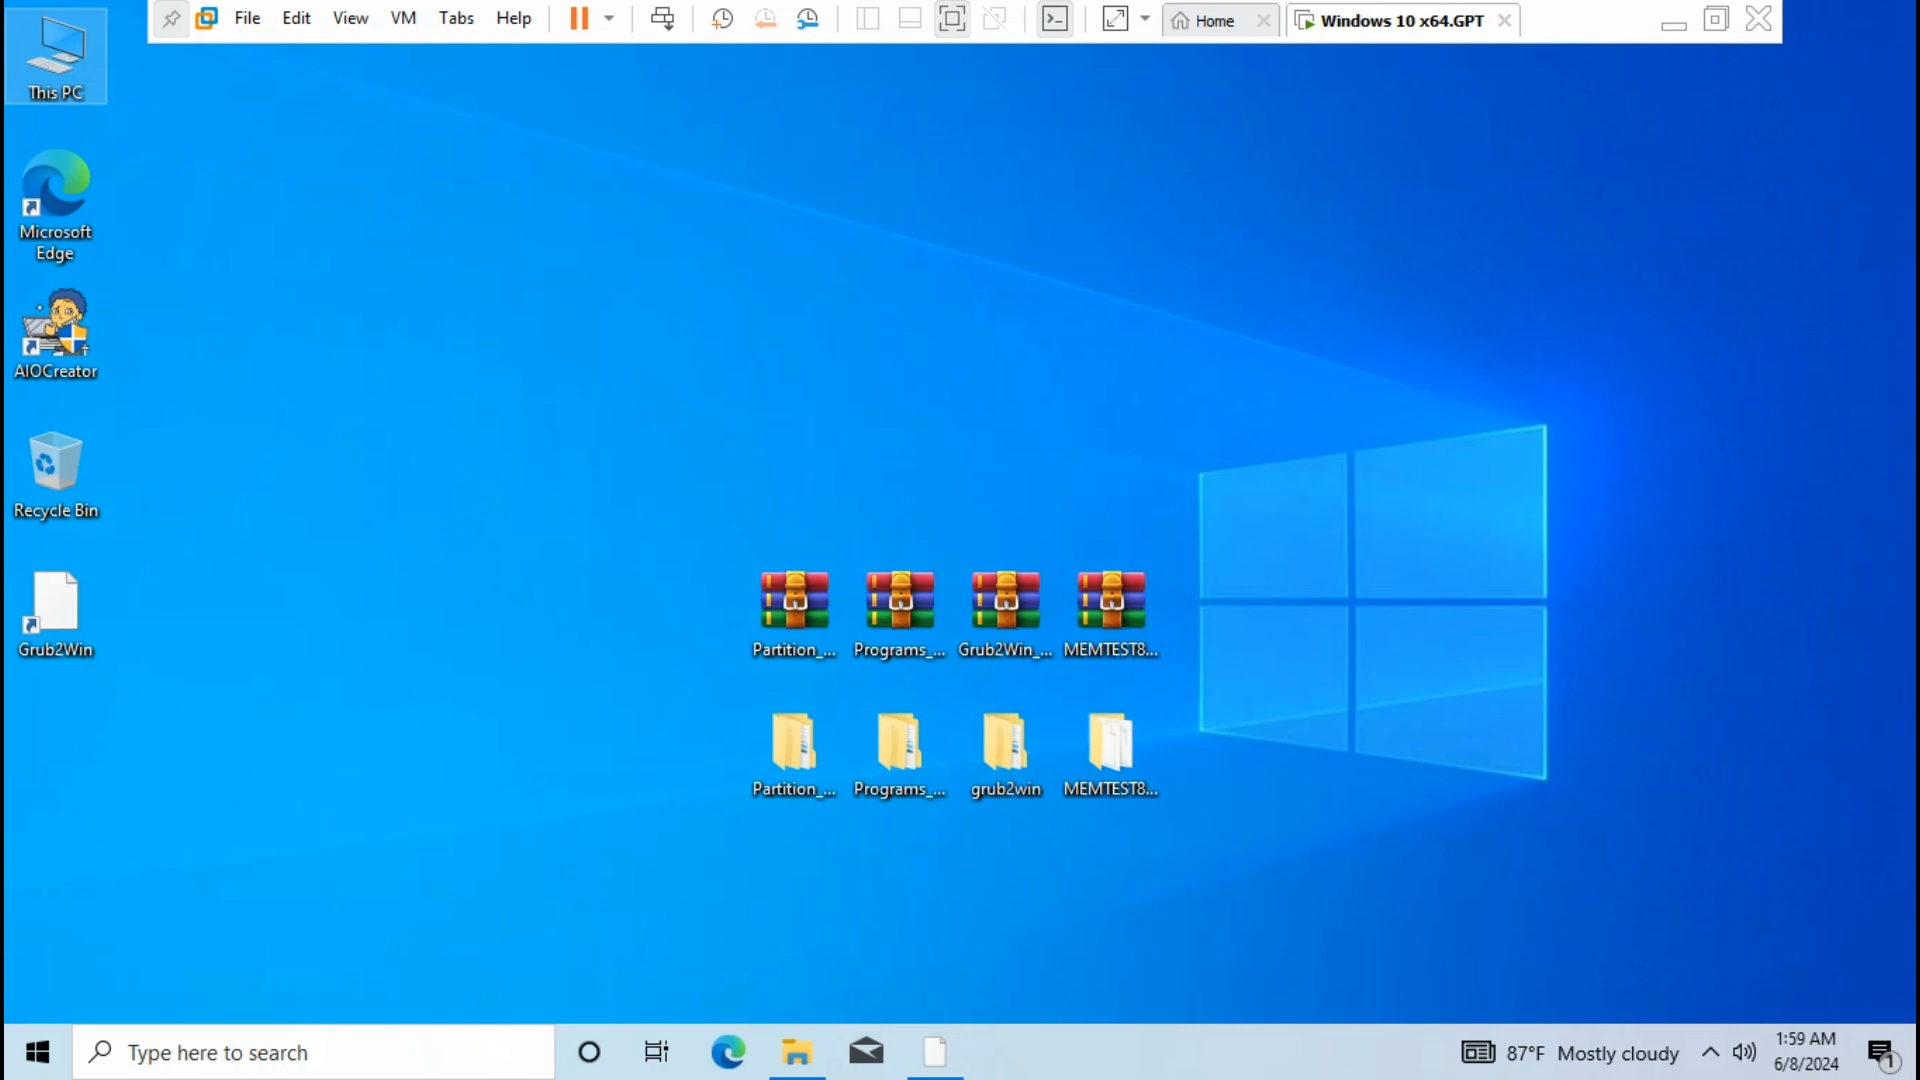 File Edit View VM Tabs Help Home Windows 10 x64.GPT
This PC
Microsoft
Edge
AIOCreator
Recycle Bin
Grub2Win
Partition_... Programs_... Grub2Win_... MEMTEST8...
Partition_... Programs_... grub2win MEMTEST8...
Type here to search
87°F Mostly cloudy
1:59 AM
6/8/2024
1